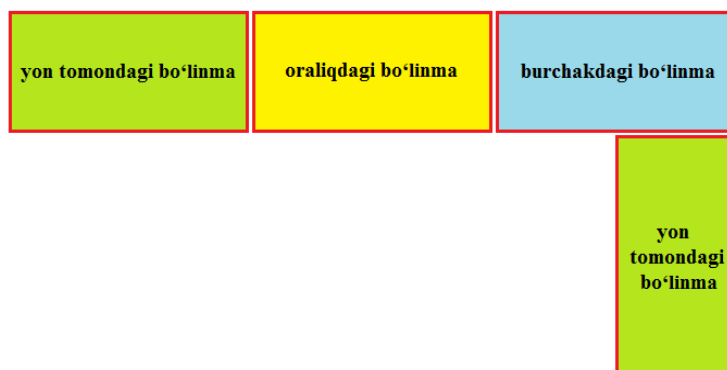 yon tomondagi bo‘linma
oraliqdagi bo‘linma
burchakdagi bo‘linma
yon
tomondagi
bo‘linma